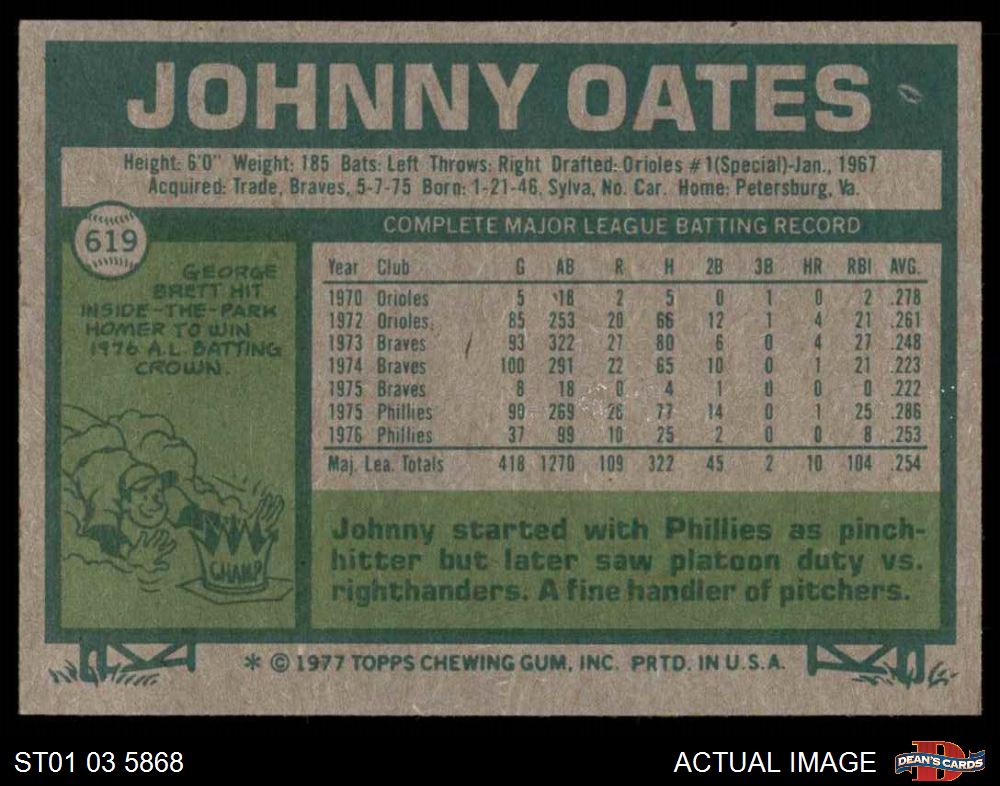 JOHNNY OATES
Height: 6'0" Weight: 185 Bats: Left Throws: Right Drafted: Orioles #1(Special)-Jan., 1967
Acquired: Trade, Braves, 5-7-75 Born: 1-21-46, Sylva, No. Car. Home: Petersburg, Va.
619
GEORGE
BRETT HIT
INSIDE-THE-PARK
HOMER TO WIN
1976 A.L. BATTING
CROWN.
CHAMP
COMPLETE MAJOR LEAGUE BATTING RECORD
Year Club G AB R H 2B 3B HR RBI AVG.
1970 Orioles 5 18 2 5 0 1 0 2 .278
1972 Orioles 85 253 20 66 12 1 4 21 .261
1973 Braves 93 322 27 80 6 0 4 27 .248
1974 Braves 100 291 22 65 10 0 1 21 .223
1975 Braves 8 18 0 4 1 0 0 0 .222
1975 Phillies 90 269 28 77 14 0 1 25 .286
1976 Phillies 37 99 10 25 2 0 0 8 .253
Maj. Lea. Totals 418 1270 109 322 45 2 10 104 .254
Johnny started with Phillies as pinch-
hitter but later saw platoon duty vs.
righthanders. A fine handler of pitchers.
* © 1977 TOPPS CHEWING GUM, INC. PRTD. IN U.S.A.
ST01 03 5868
ACTUAL IMAGE
D
DEAN'S CARDS